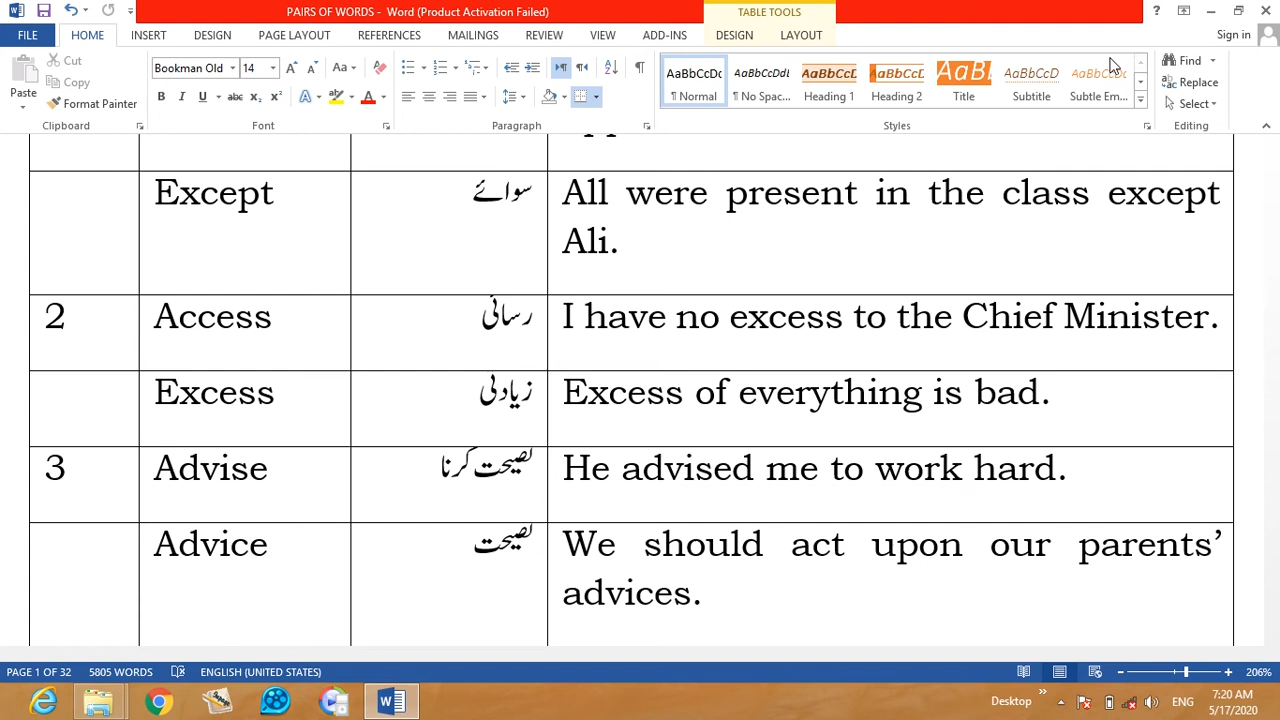 PAIRS OF WORDS - Word (Product Activation Failed)
TABLE TOOLS
FILE HOME INSERT DESIGN PAGE LAYOUT REFERENCES MAILINGS REVIEW VIEW ADD-INS DESIGN LAYOUT Sign in
Cut
Copy
Format Painter
Paste
Bookman Old 14
AaBbCcDc AaBbCcDdI AaBbCcD AaBbCcD AaB AaBbCcD AaBbCcDc
¶ Normal ¶ No Spac... Heading 1 Heading 2 Title Subtitle Subtle Em...
Find
Replace
Select
Clipboard Font Paragraph Styles Editing
Except سوائے All were present in the class except
Ali.
2 Access رسائی I have no excess to the Chief Minister.
Excess زیادتی Excess of everything is bad.
3 Advise نصیحت کرنا He advised me to work hard.
Advice نصیحت We should act upon our parents’
advices.
PAGE 1 OF 32 5805 WORDS ENGLISH (UNITED STATES) 206%
Desktop ENG 7:20 AM
5/17/2020